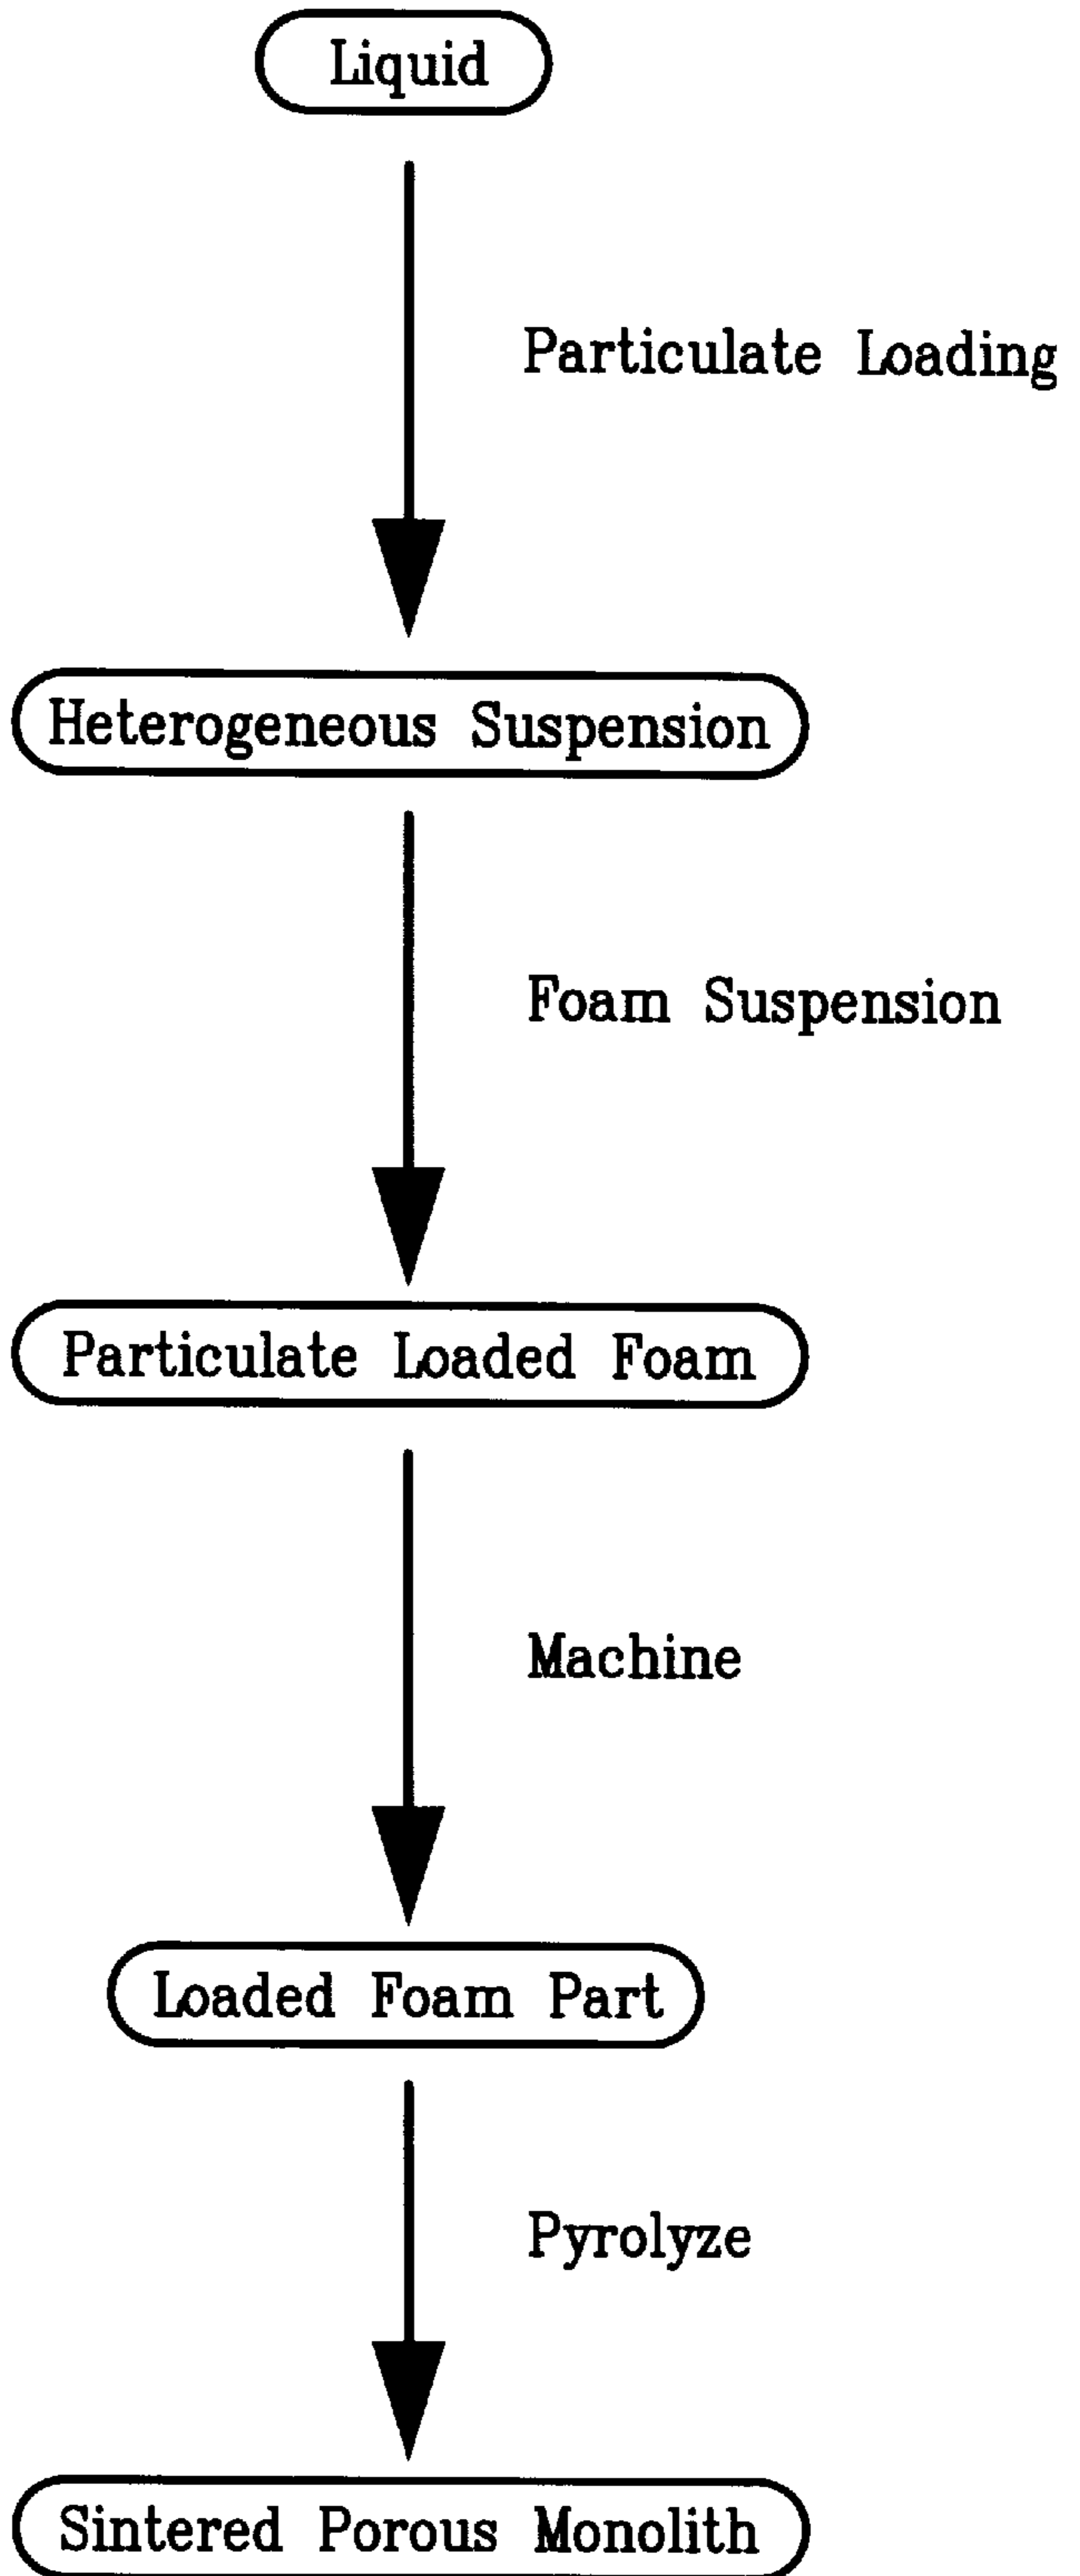 Liquid
Particulate Loading
Heterogeneous Suspension
Foam Suspension
Particulate Loaded Foam
Machine
Loaded Foam Part
Pyrolyze
Sintered Porous Monolith